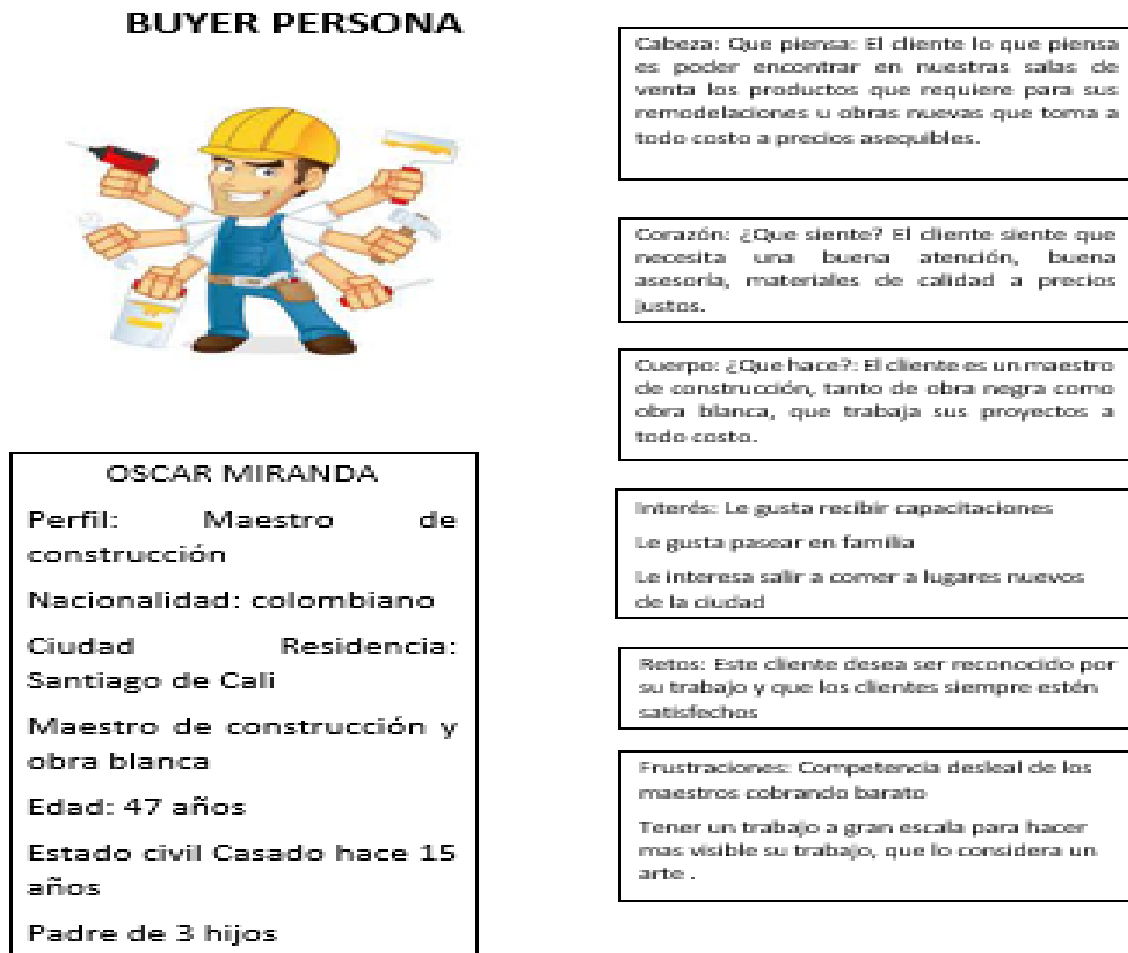 BUYER PERSONA
OSCAR MIRANDA
Perfil: Maestro de
construcción
Nacionalidad: colombiano
Ciudad Residencia:
Santiago de Cali
Maestro de construcción y
obra blanca
Edad: 47 años
Estado civil Casado hace 15
años
Padre de 3 hijos
Cabeza: Que piensa: El cliente lo que piensa
es poder encontrar en nuestras salas de
venta los productos que requiere para sus
remodelaciones u obras nuevas que toma a
todo costo a precios asequibles.
Corazón: ¿Que siente? El cliente siente que
necesita una buena atención, buena
asesoría, materiales de calidad a precios
justos.
Cuerpo: ¿Que hace?: El cliente es un maestro
de construcción, tanto de obra negra como
obra blanca, que trabaja sus proyectos a
todo costo.
Interés: Le gusta recibir capacitaciones
Le gusta pasear en familia
Le interesa salir a comer a lugares nuevos
de la ciudad
Retos: Este cliente desea ser reconocido por
su trabajo y que los clientes siempre estén
satisfechos
Frustraciones: Competencia desleal de los
maestros cobrando barato
Tener un trabajo a gran escala para hacer
mas visible su trabajo, que lo considera un
arte .